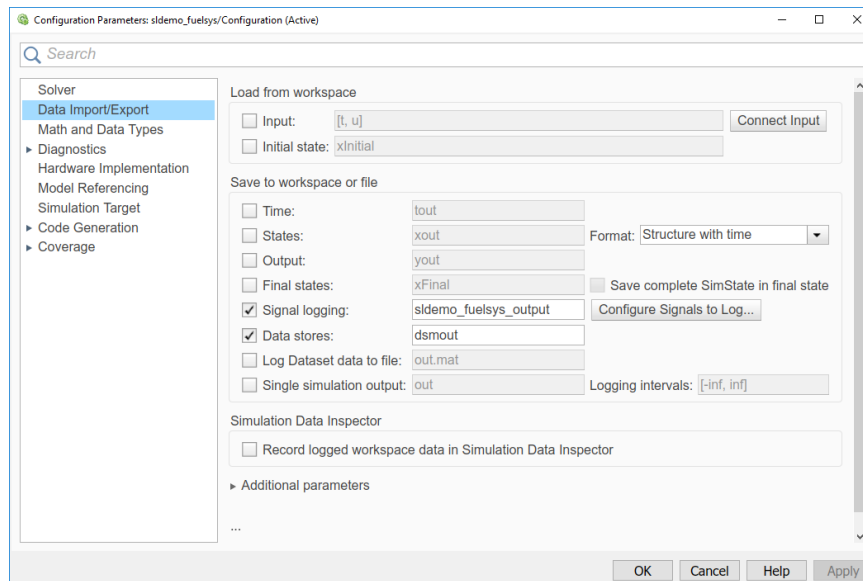 Configuration Parameters: sldemo_fuelsys/Configuration (Active)
Search
Solver
Data Import/Export
Math and Data Types
Diagnostics
Hardware Implementation
Model Referencing
Simulation Target
Code Generation
Coverage
Load from workspace
Input: [t, u] Connect Input
Initial state: xInitial
Save to workspace or file
Time: tout
States: xout Format: Structure with time
Output: yout
Final states: xFinal Save complete SimState in final state
Signal logging: sldemo_fuelsys_output Configure Signals to Log...
Data stores: dsmout
Log Dataset data to file: out.mat
Single simulation output: out Logging intervals: [-inf, inf]
Simulation Data Inspector
Record logged workspace data in Simulation Data Inspector
Additional parameters
...
OK Cancel Help Apply